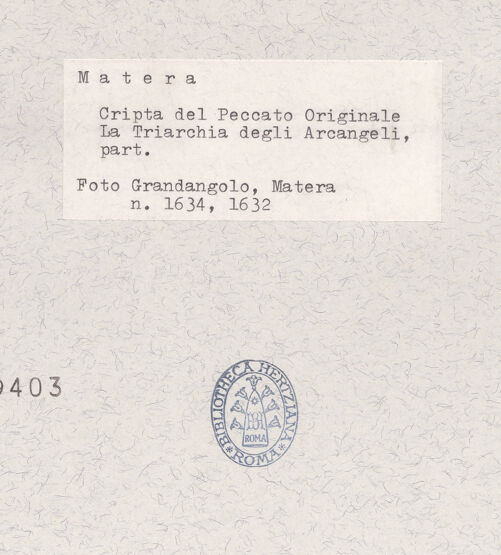 Matera
Cripta del Peccato Originale
La Triarchia degli Arcangeli,
part.
Foto Grandangolo, Matera
n. 1634, 1632
9403
BIBLIOTHECA HERTZIANA
ROMA
ROMA